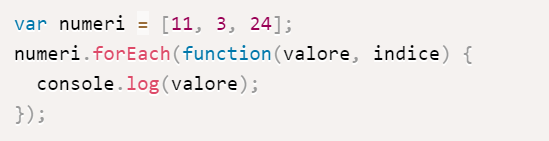 var numeri = [11, 3, 24];
numeri.forEach(function(valore, indice) {
  console.log(valore);
});